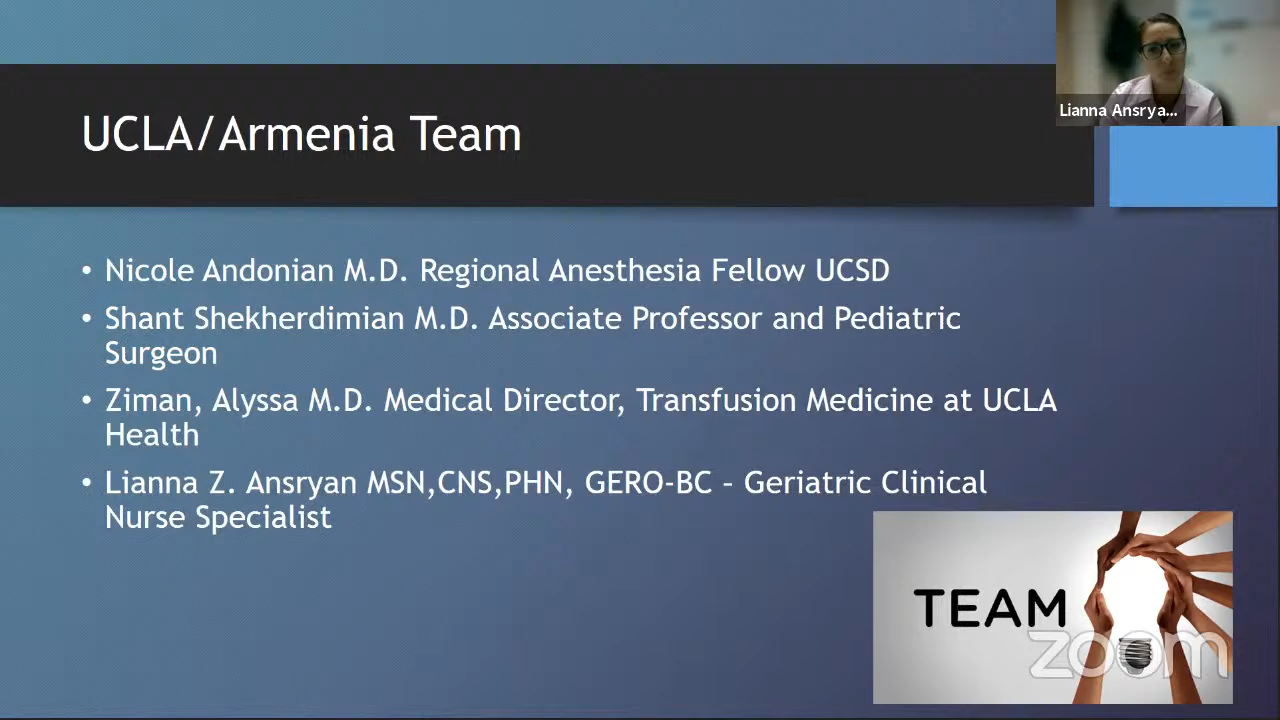 Lianna Ansrya...
UCLA/Armenia Team
• Nicole Andonian M.D. Regional Anesthesia Fellow UCSD
• Shant Shekherdimian M.D. Associate Professor and Pediatric
Surgeon
• Ziman, Alyssa M.D. Medical Director, Transfusion Medicine at UCLA
Health
• Lianna Z. Ansryan MSN,CNS,PHN, GERO-BC – Geriatric Clinical
Nurse Specialist
TEAM
zoom